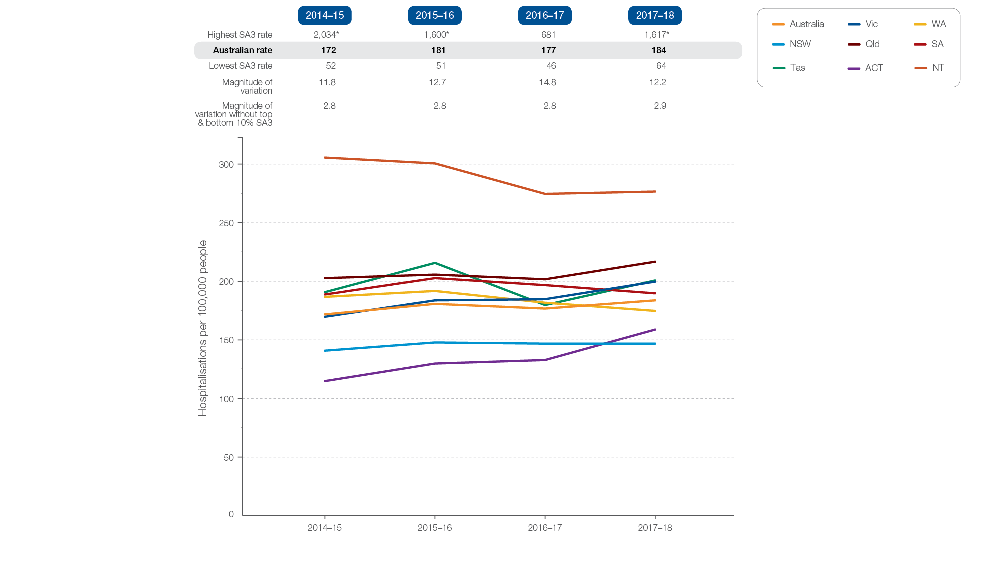 2014–15 2015–16 2016–17 2017–18
Highest SA3 rate 2,034* 1,600* 681 1,617*
Australian rate 172 181 177 184
Lowest SA3 rate 52 51 46 64
Magnitude of 11.8 12.7 14.8 12.2
variation
Magnitude of 2.8 2.8 2.8 2.9
variation without top
& bottom 10% SA3
Australia Vic WA
NSW Qld SA
Tas ACT NT
Hospitalisations per 100,000 people
300
250
200
150
100
50
0
2014–15 2015–16 2016–17 2017–18